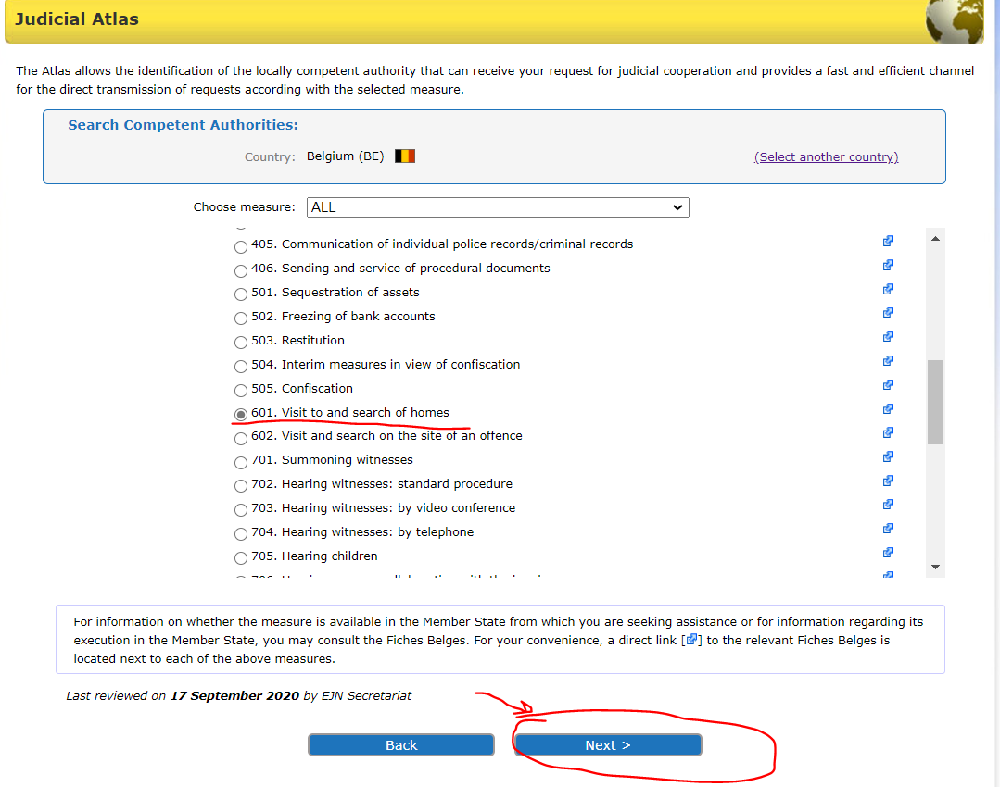 Judicial Atlas
The Atlas allows the identification of the locally competent authority that can receive your request for judicial cooperation and provides a fast and efficient channel
for the direct transmission of requests according with the selected measure.
Search Competent Authorities:
Country: Belgium (BE) (Select another country)
Choose measure: ALL
405. Communication of individual police records/criminal records
406. Sending and service of procedural documents
501. Sequestration of assets
502. Freezing of bank accounts
503. Restitution
504. Interim measures in view of confiscation
505. Confiscation
601. Visit to and search of homes
602. Visit and search on the site of an offence
701. Summoning witnesses
702. Hearing witnesses: standard procedure
703. Hearing witnesses: by video conference
704. Hearing witnesses: by telephone
705. Hearing children
For information on whether the measure is available in the Member State from which you are seeking assistance or for information regarding its
execution in the Member State, you may consult the Fiches Belges. For your convenience, a direct link [] to the relevant Fiches Belges is
located next to each of the above measures.
Last reviewed on 17 September 2020 by EJN Secretariat
Back Next >